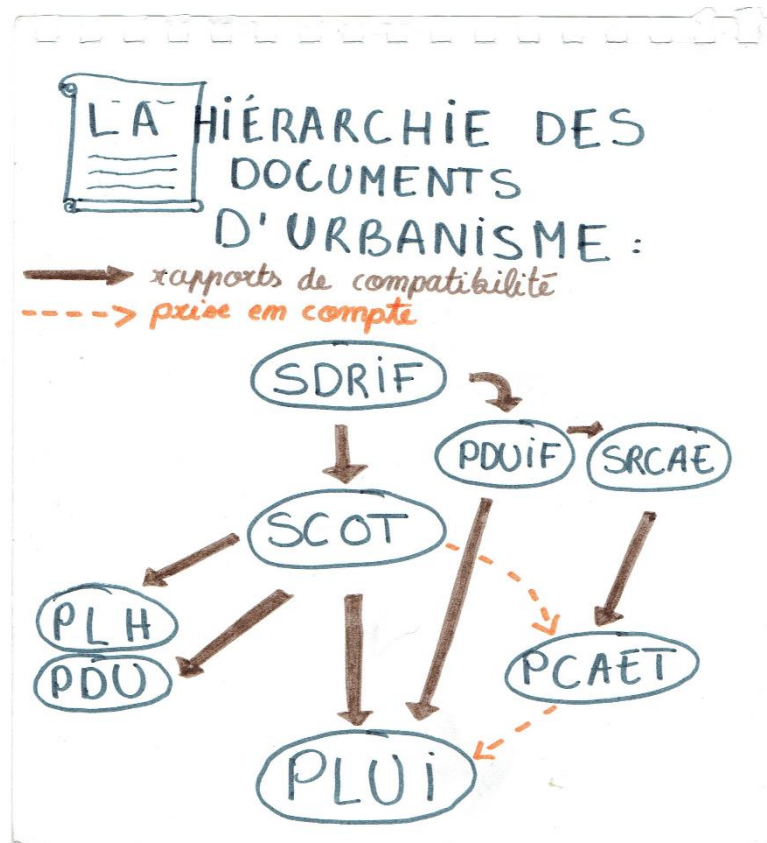 LA HIÉRARCHIE DES
DOCUMENTS
D'URBANISME :
rapports de compatibilité
prise en compte
SDRIF
PDUIF
SRCAE
SCOT
PLH
PDU
PCAET
PLUi